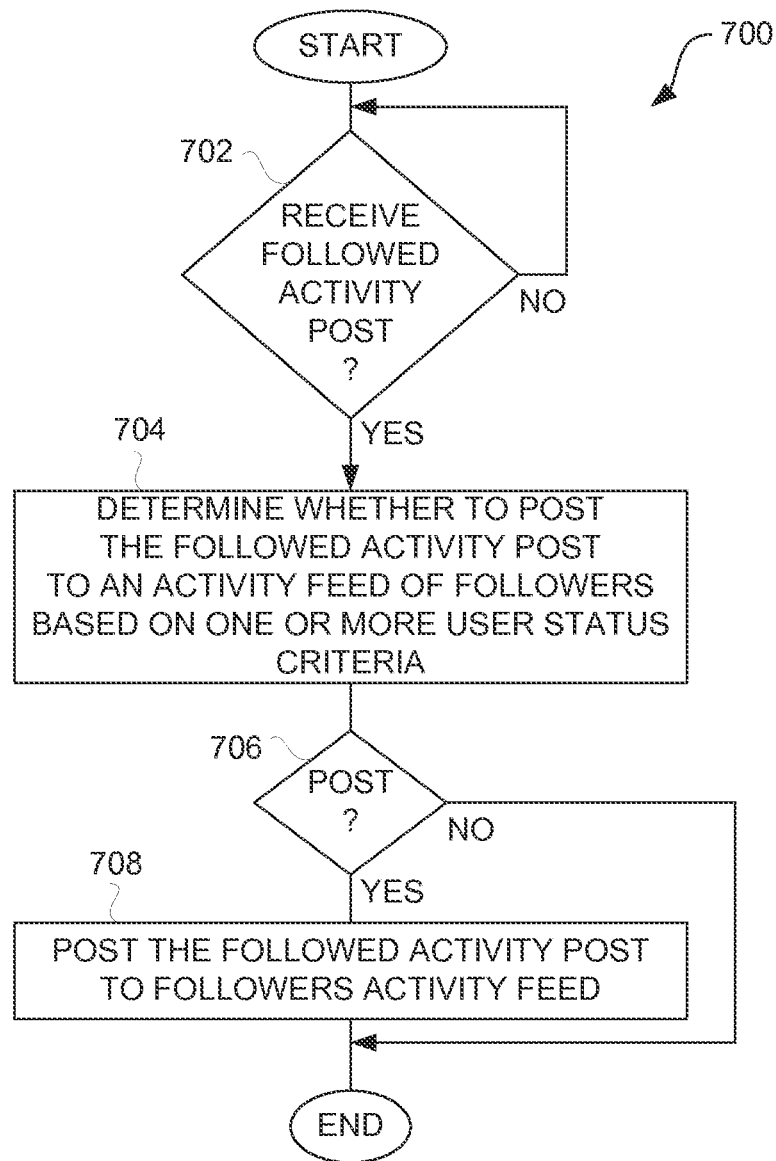 START
700
702
RECEIVE
FOLLOWED
ACTIVITY
POST
?
NO
YES
704
DETERMINE WHETHER TO POST
THE FOLLOWED ACTIVITY POST
TO AN ACTIVITY FEED OF FOLLOWERS
BASED ON ONE OR MORE USER STATUS
CRITERIA
706
POST
?
NO
YES
708
POST THE FOLLOWED ACTIVITY POST
TO FOLLOWERS ACTIVITY FEED
END